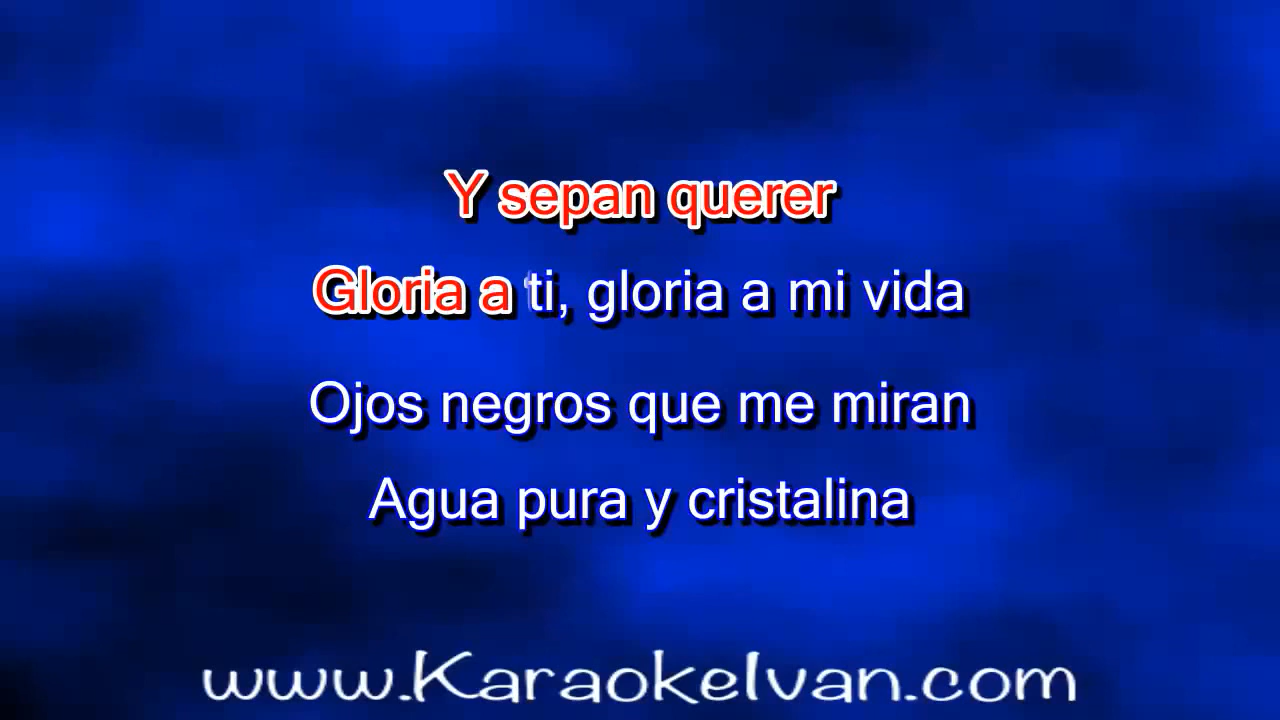 Y sepan querer
Gloria a ti, gloria a mi vida
Ojos negros que me miran
Agua pura y cristalina
www.KaraokeIvan.com